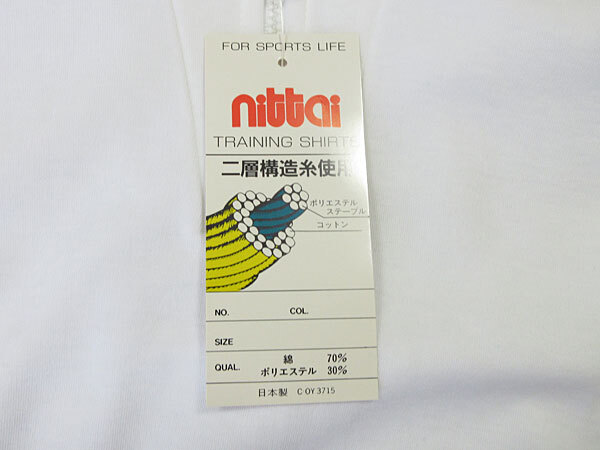 FOR SPORTS LIFE
nittai
TRAINING SHIRTS
二層構造糸使用
ポリエステル
ステープル
コットン
NO. COL.
SIZE
QUAL. 綿 70%
ポリエステル 30%
日本製 C-OY.3715